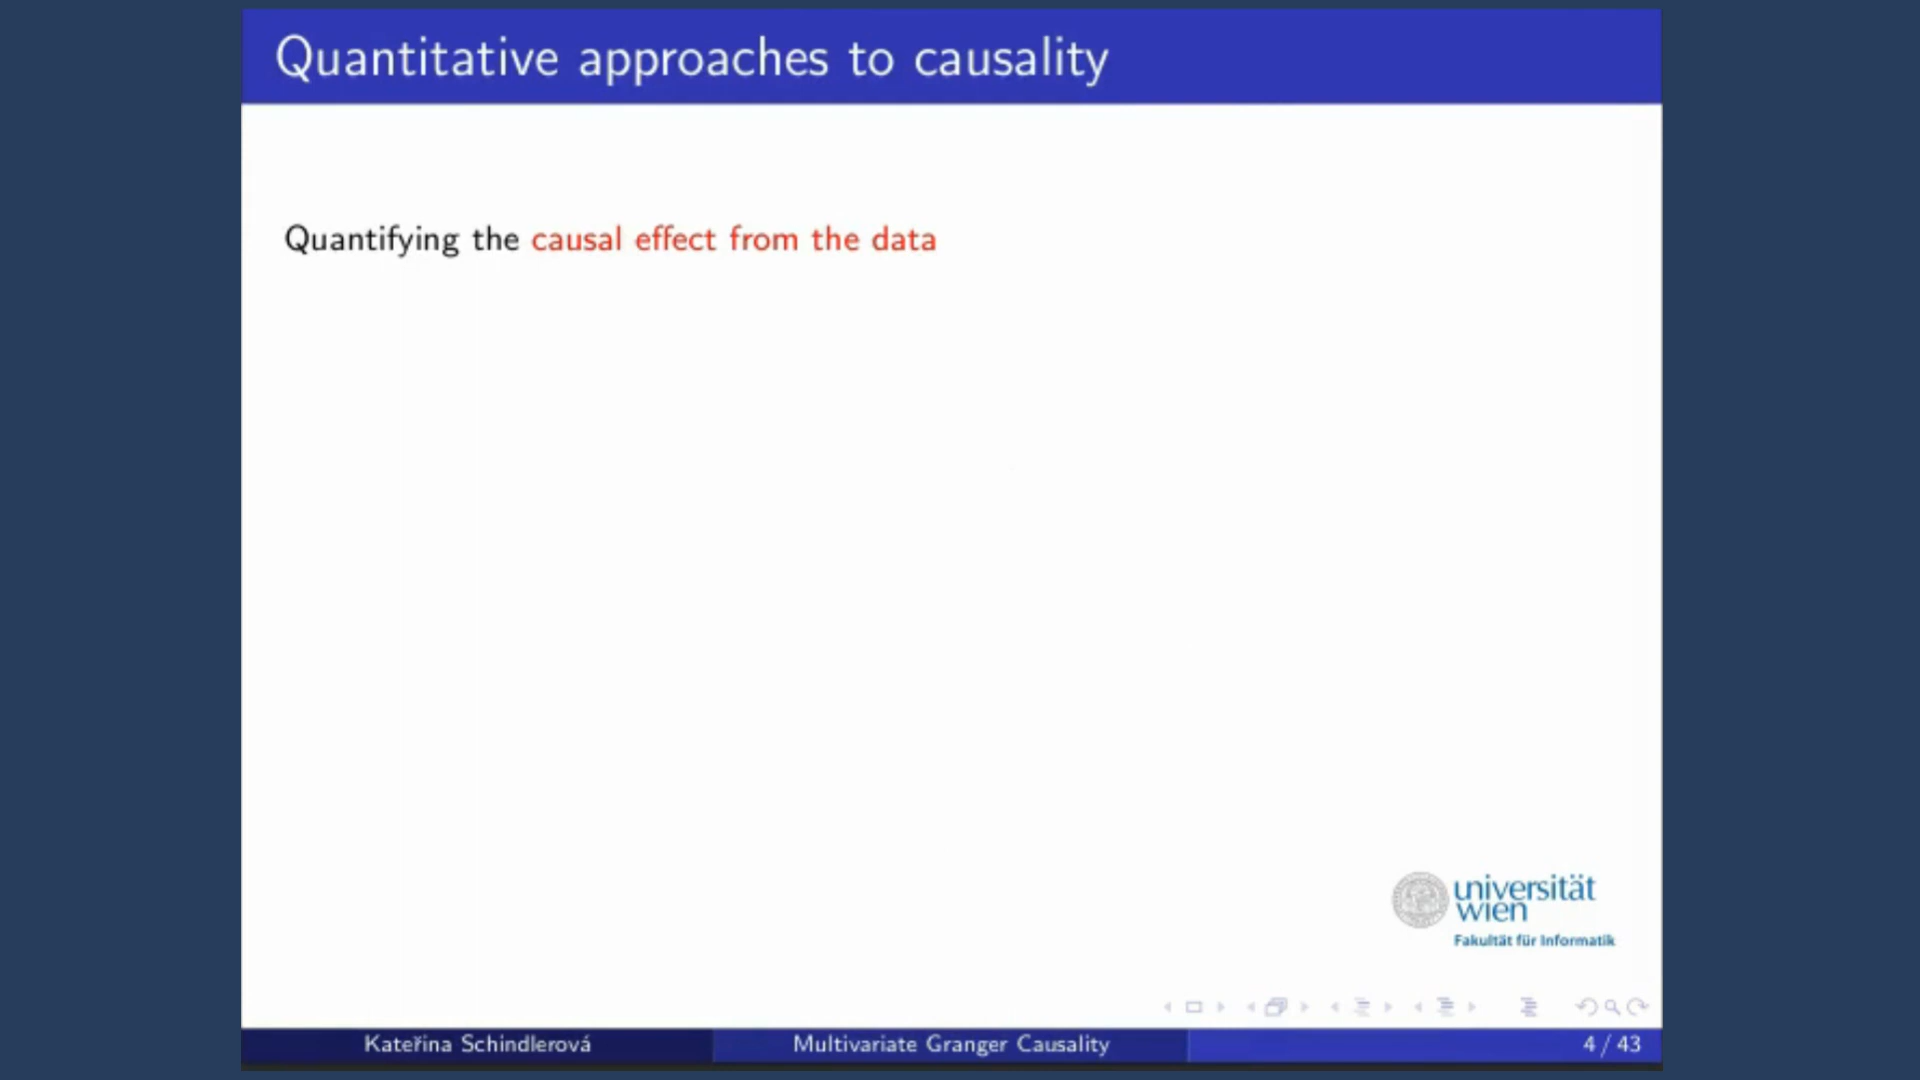 Quantitative approaches to causality
Quantifying the causal effect from the data
universität
wien
Fakultät für Informatik
Kateřina Schindlerová
Multivariate Granger Causality
4 / 43